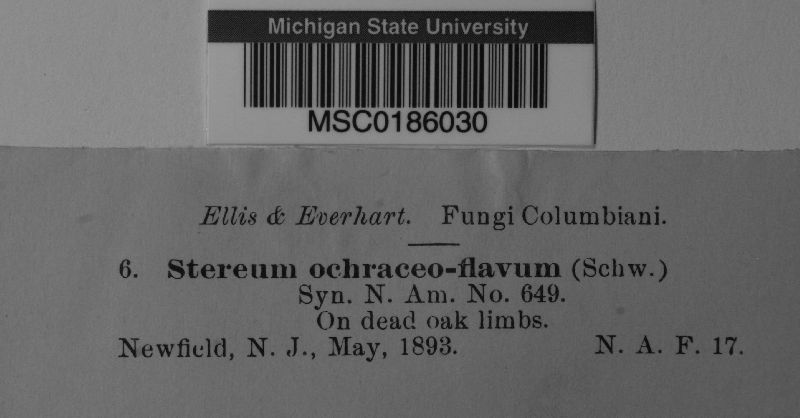 Michigan State University
MSC0186030
Ellis & Everhart. Fungi Columbiani.
6. Stereum ochraceo-flavum (Schw.)
Syn. N. Am. No. 649.
On dead oak limbs.
Newfield, N. J., May, 1893. N. A. F. 17.